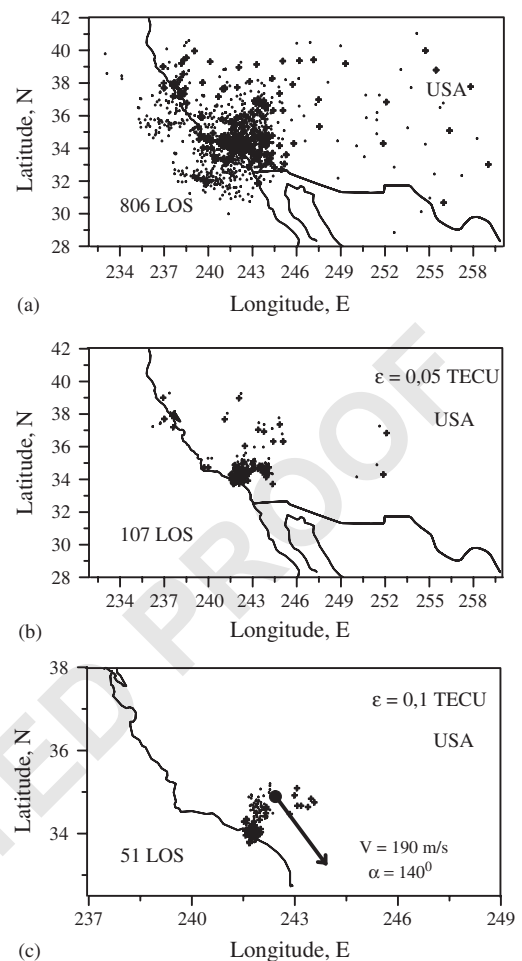 42
40
38
36
34
32
30
28
Latitude, N
USA
806 LOS
234 237 240 243 246 249 252 255 258
(a)
Longitude, E
42
40
38
36
34
32
30
28
Latitude, N
ε = 0,05 TECU
USA
107 LOS
234 237 240 243 246 249 252 256 258
(b)
Longitude, E
38
36
34
Latitude, N
ε = 0,1 TECU
USA
51 LOS
V = 190 m/s
α = 140⁰
237 240 243 246 249
(c)
Longitude, E
TED PROOF